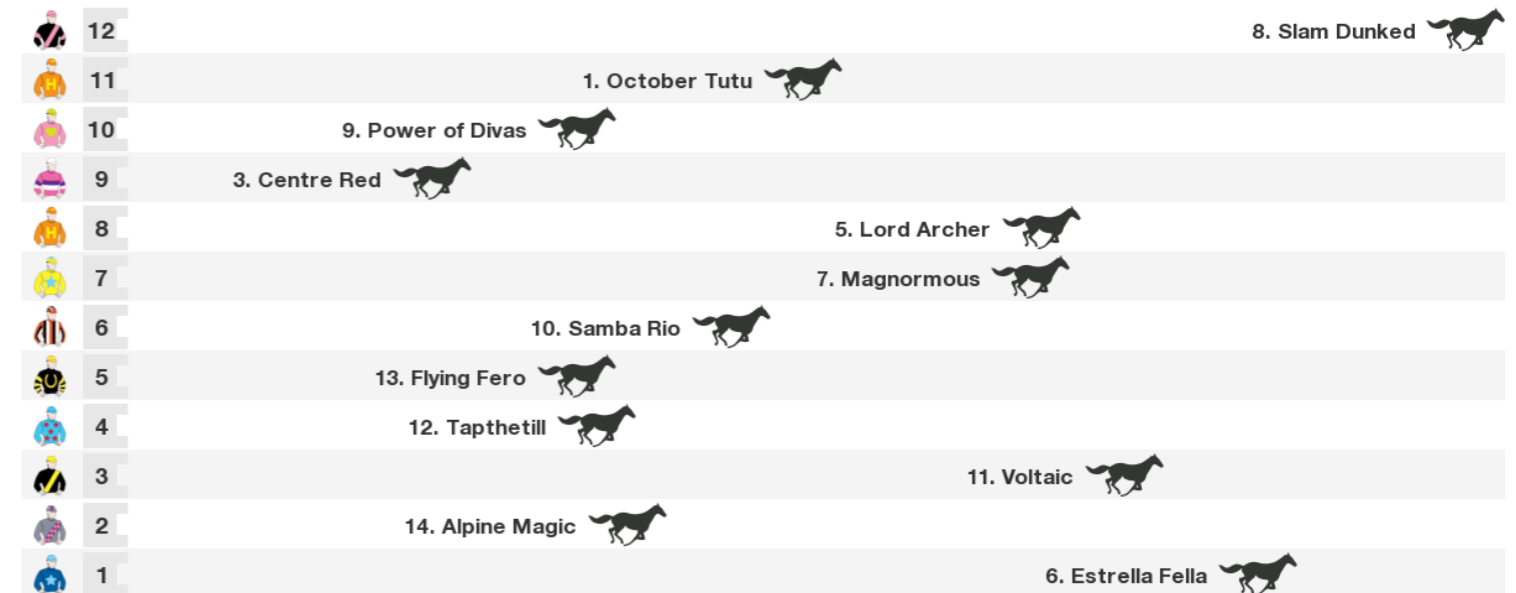 12 8. Slam Dunked
11 1. October Tutu
10 9. Power of Divas
9 3. Centre Red
8 5. Lord Archer
7 7. Magnormous
6 10. Samba Rio
5 13. Flying Fero
4 12. Tapthetill
3 11. Voltaic
2 14. Alpine Magic
1 6. Estrella Fella